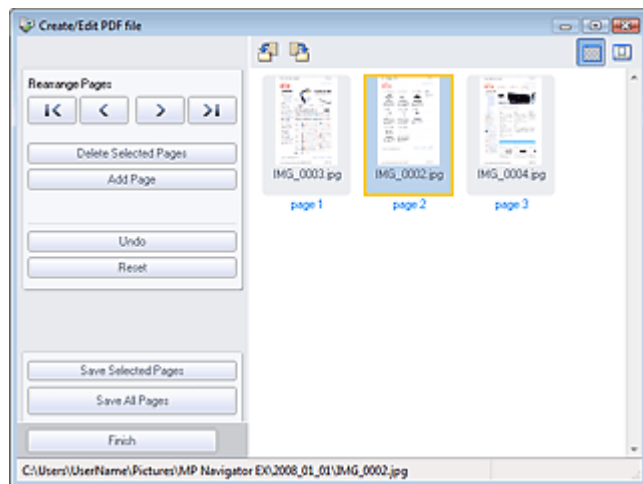 Create/Edit PDF file
Rearrange Pages
Delete Selected Pages
Add Page
Undo
Reset
Save Selected Pages
Save All Pages
Finish
IMG_0003.jpg
IMG_0002.jpg
IMG_0004.jpg
page 1
page 2
page 3
C:\Users\UserName\Pictures\MP Navigator EX\2008_01_01\IMG_0002.jpg